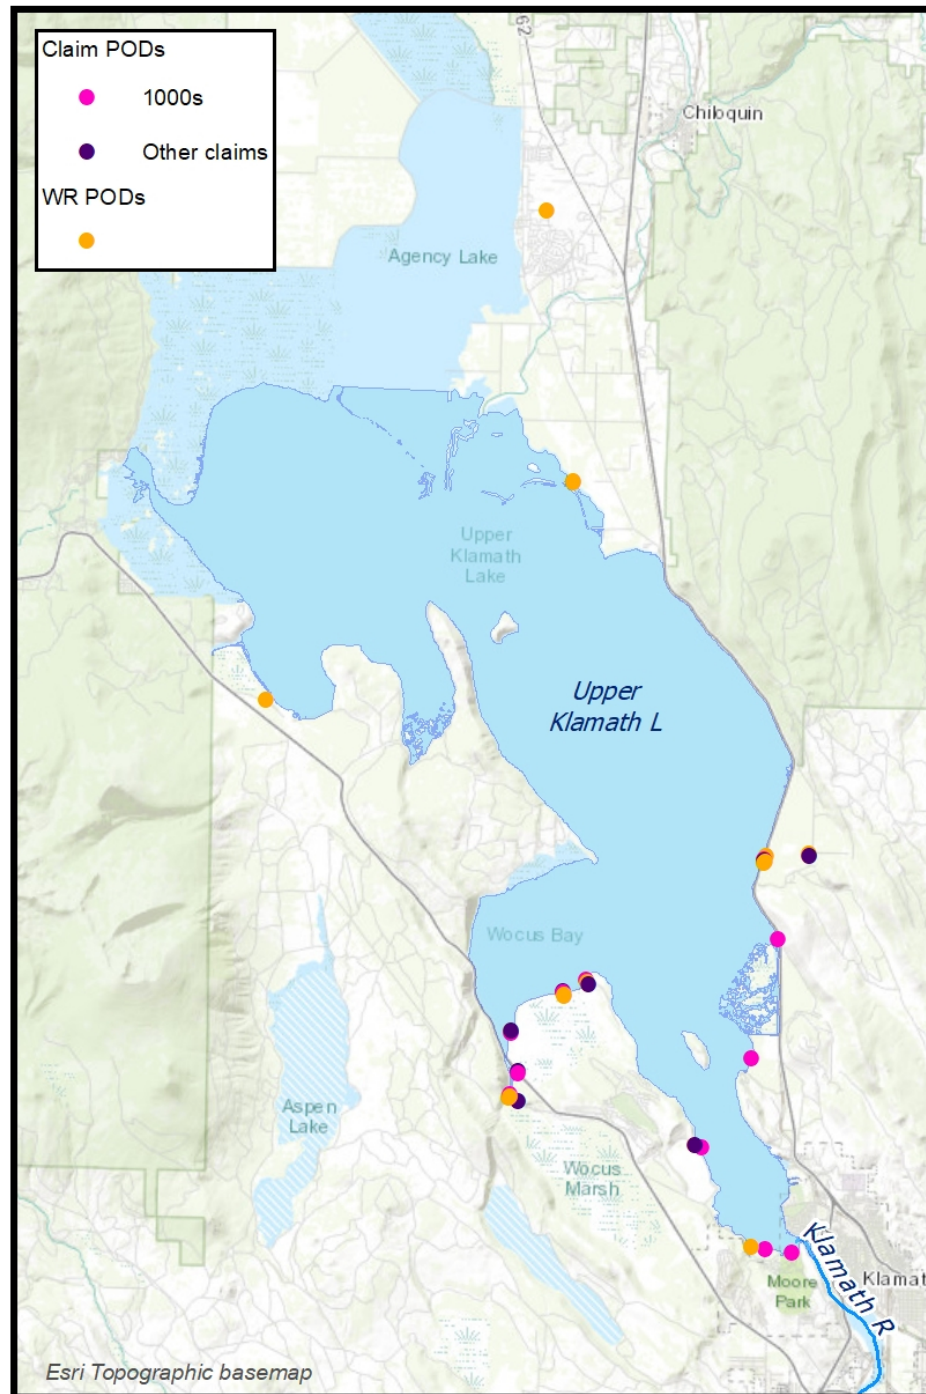 Claim PODs
1000s
Other claims
WR PODs
62
Chiloquin
Agency Lake
Upper
Klamath
Lake
Upper
Klamath L
Wocus Bay
Aspen
Lake
Wocus
Marsh
Klamath R
Klamat
Moore
Park
Esri Topographic basemap